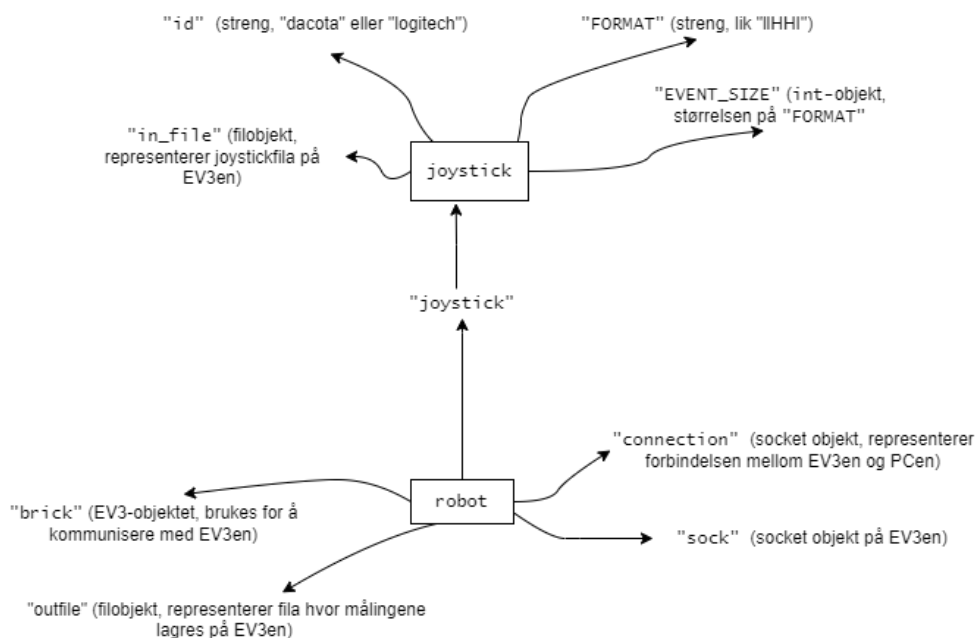 "id" (streng, "dacota" eller "logitech")
"FORMAT" (streng, lik "llHHI")
"EVENT_SIZE" (int-objekt,
størrelsen på "FORMAT"
"in_file" (filobjekt,
representerer joystickfila på
EV3en)
joystick
"joystick"
"connection" (socket objekt, representerer
forbindelsen mellom EV3en og PCen)
robot
"brick" (EV3-objektet, brukes for å
kommunisere med EV3en)
"sock" (socket objekt på EV3en)
"outfile" (filobjekt, representerer fila hvor målingene
lagres på EV3en)